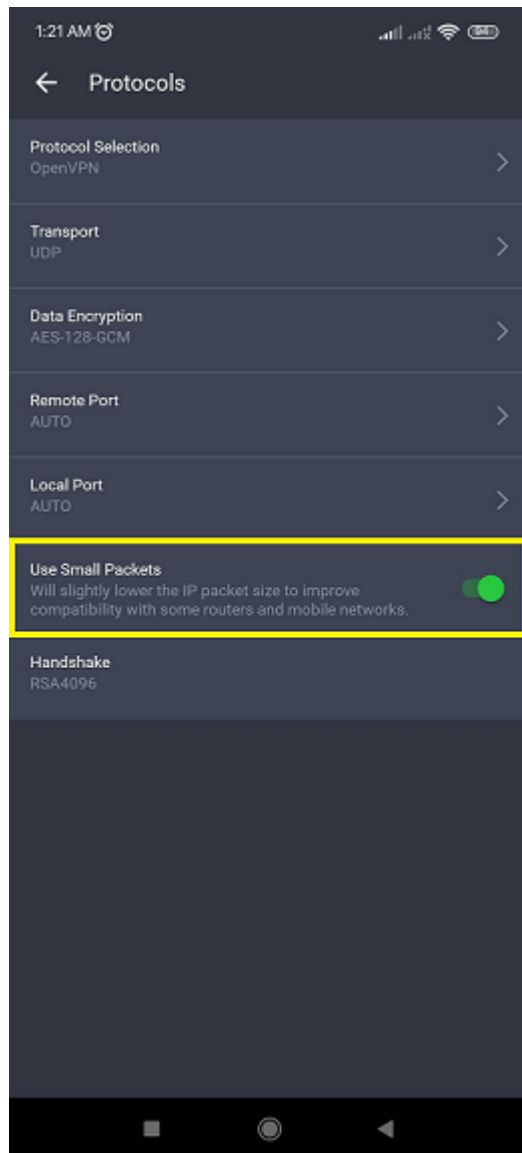 1:21 AM
Protocols
Protocol Selection
OpenVPN
Transport
UDP
Data Encryption
AES-128-GCM
Remote Port
AUTO
Local Port
AUTO
Use Small Packets
Will slightly lower the IP packet size to improve
compatibility with some routers and mobile networks.
Handshake
RSA4096